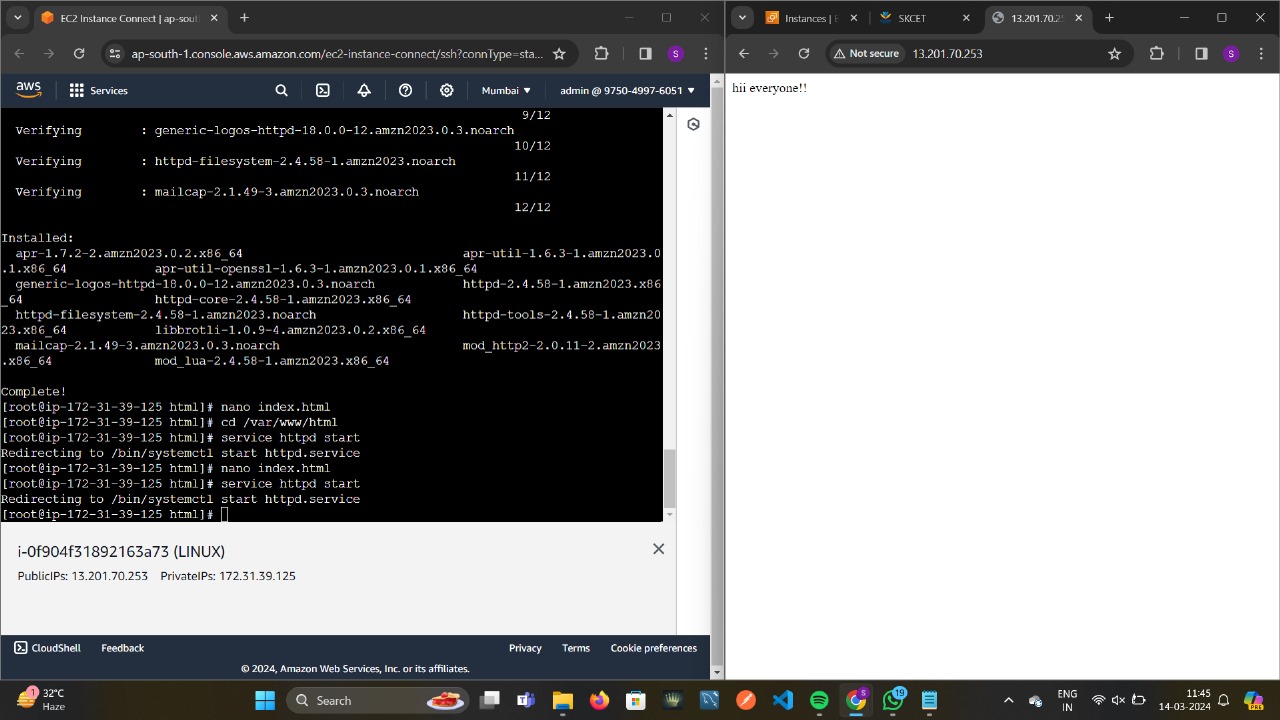 EC2 Instance Connect | ap-sout
ap-south-1.console.aws.amazon.com/ec2-instance-connect/ssh?connType=sta...
S
aws
Services
Mumbai
admin @ 9750-4997-6051
9/12
Verifying : generic-logos-httpd-18.0.0-12.amzn2023.0.3.noarch
10/12
Verifying : httpd-filesystem-2.4.58-1.amzn2023.noarch
11/12
Verifying : mailcap-2.1.49-3.amzn2023.0.3.noarch
12/12
Installed:
apr-1.7.2-2.amzn2023.0.2.x86_64 apr-util-1.6.3-1.amzn2023.0
.1.x86_64 apr-util-openssl-1.6.3-1.amzn2023.0.1.x86_64
generic-logos-httpd-18.0.0-12.amzn2023.0.3.noarch httpd-2.4.58-1.amzn2023.x86
_64 httpd-core-2.4.58-1.amzn2023.x86_64
httpd-filesystem-2.4.58-1.amzn2023.noarch httpd-tools-2.4.58-1.amzn20
23.x86_64 libbrotli-1.0.9-4.amzn2023.0.2.x86_64
mailcap-2.1.49-3.amzn2023.0.3.noarch mod_http2-2.0.11-2.amzn2023
.x86_64 mod_lua-2.4.58-1.amzn2023.x86_64
Complete!
[root@ip-172-31-39-125 html]# nano index.html
[root@ip-172-31-39-125 html]# cd /var/www/html
[root@ip-172-31-39-125 html]# service httpd start
Redirecting to /bin/systemctl start httpd.service
[root@ip-172-31-39-125 html]# nano index.html
[root@ip-172-31-39-125 html]# service httpd start
Redirecting to /bin/systemctl start httpd.service
[root@ip-172-31-39-125 html]#
i-0f904f31892163a73 (LINUX)
PublicIPs: 13.201.70.253 PrivateIPs: 172.31.39.125
CloudShell Feedback Privacy Terms Cookie preferences
© 2024, Amazon Web Services, Inc. or its affiliates.
Instances | E
SKCET
13.201.70.25
Not secure 13.201.70.253
S
hii everyone!!
1
32°C
Haze
Search
S
19
ENG
IN
11:45
14-03-2024
PRE